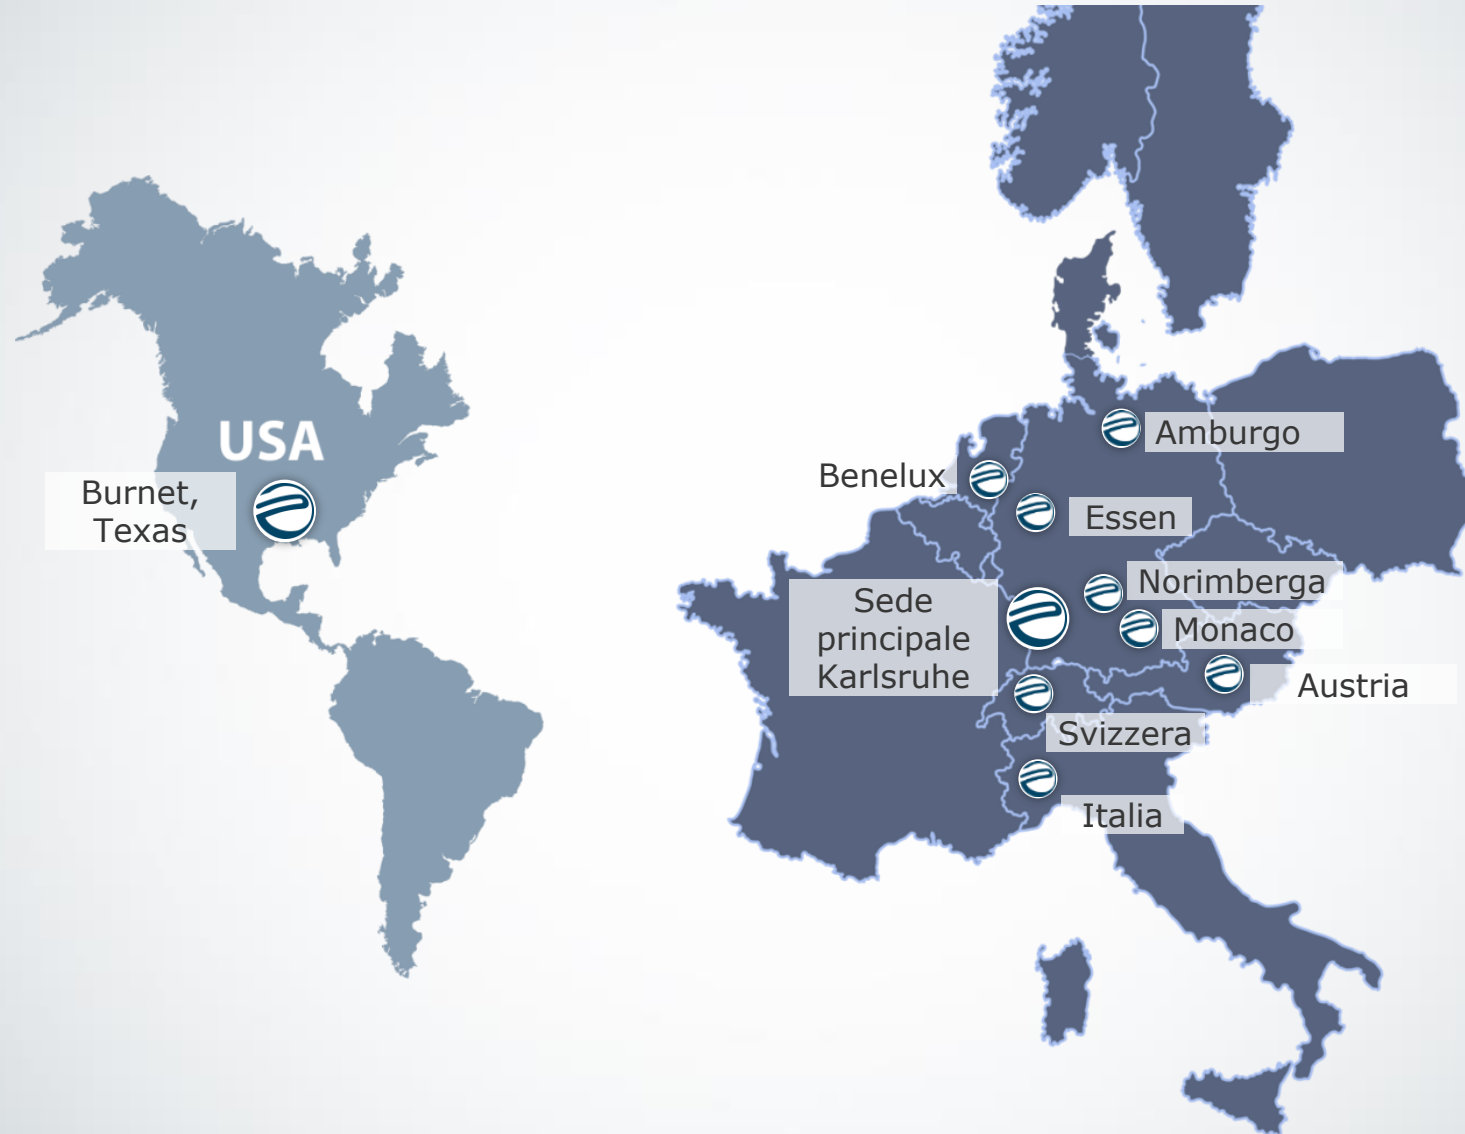 USA
Burnet,
Texas
Amburgo
Benelux
Essen
Norimberga
Sede
principale
Karlsruhe
Monaco
Austria
Svizzera
Italia